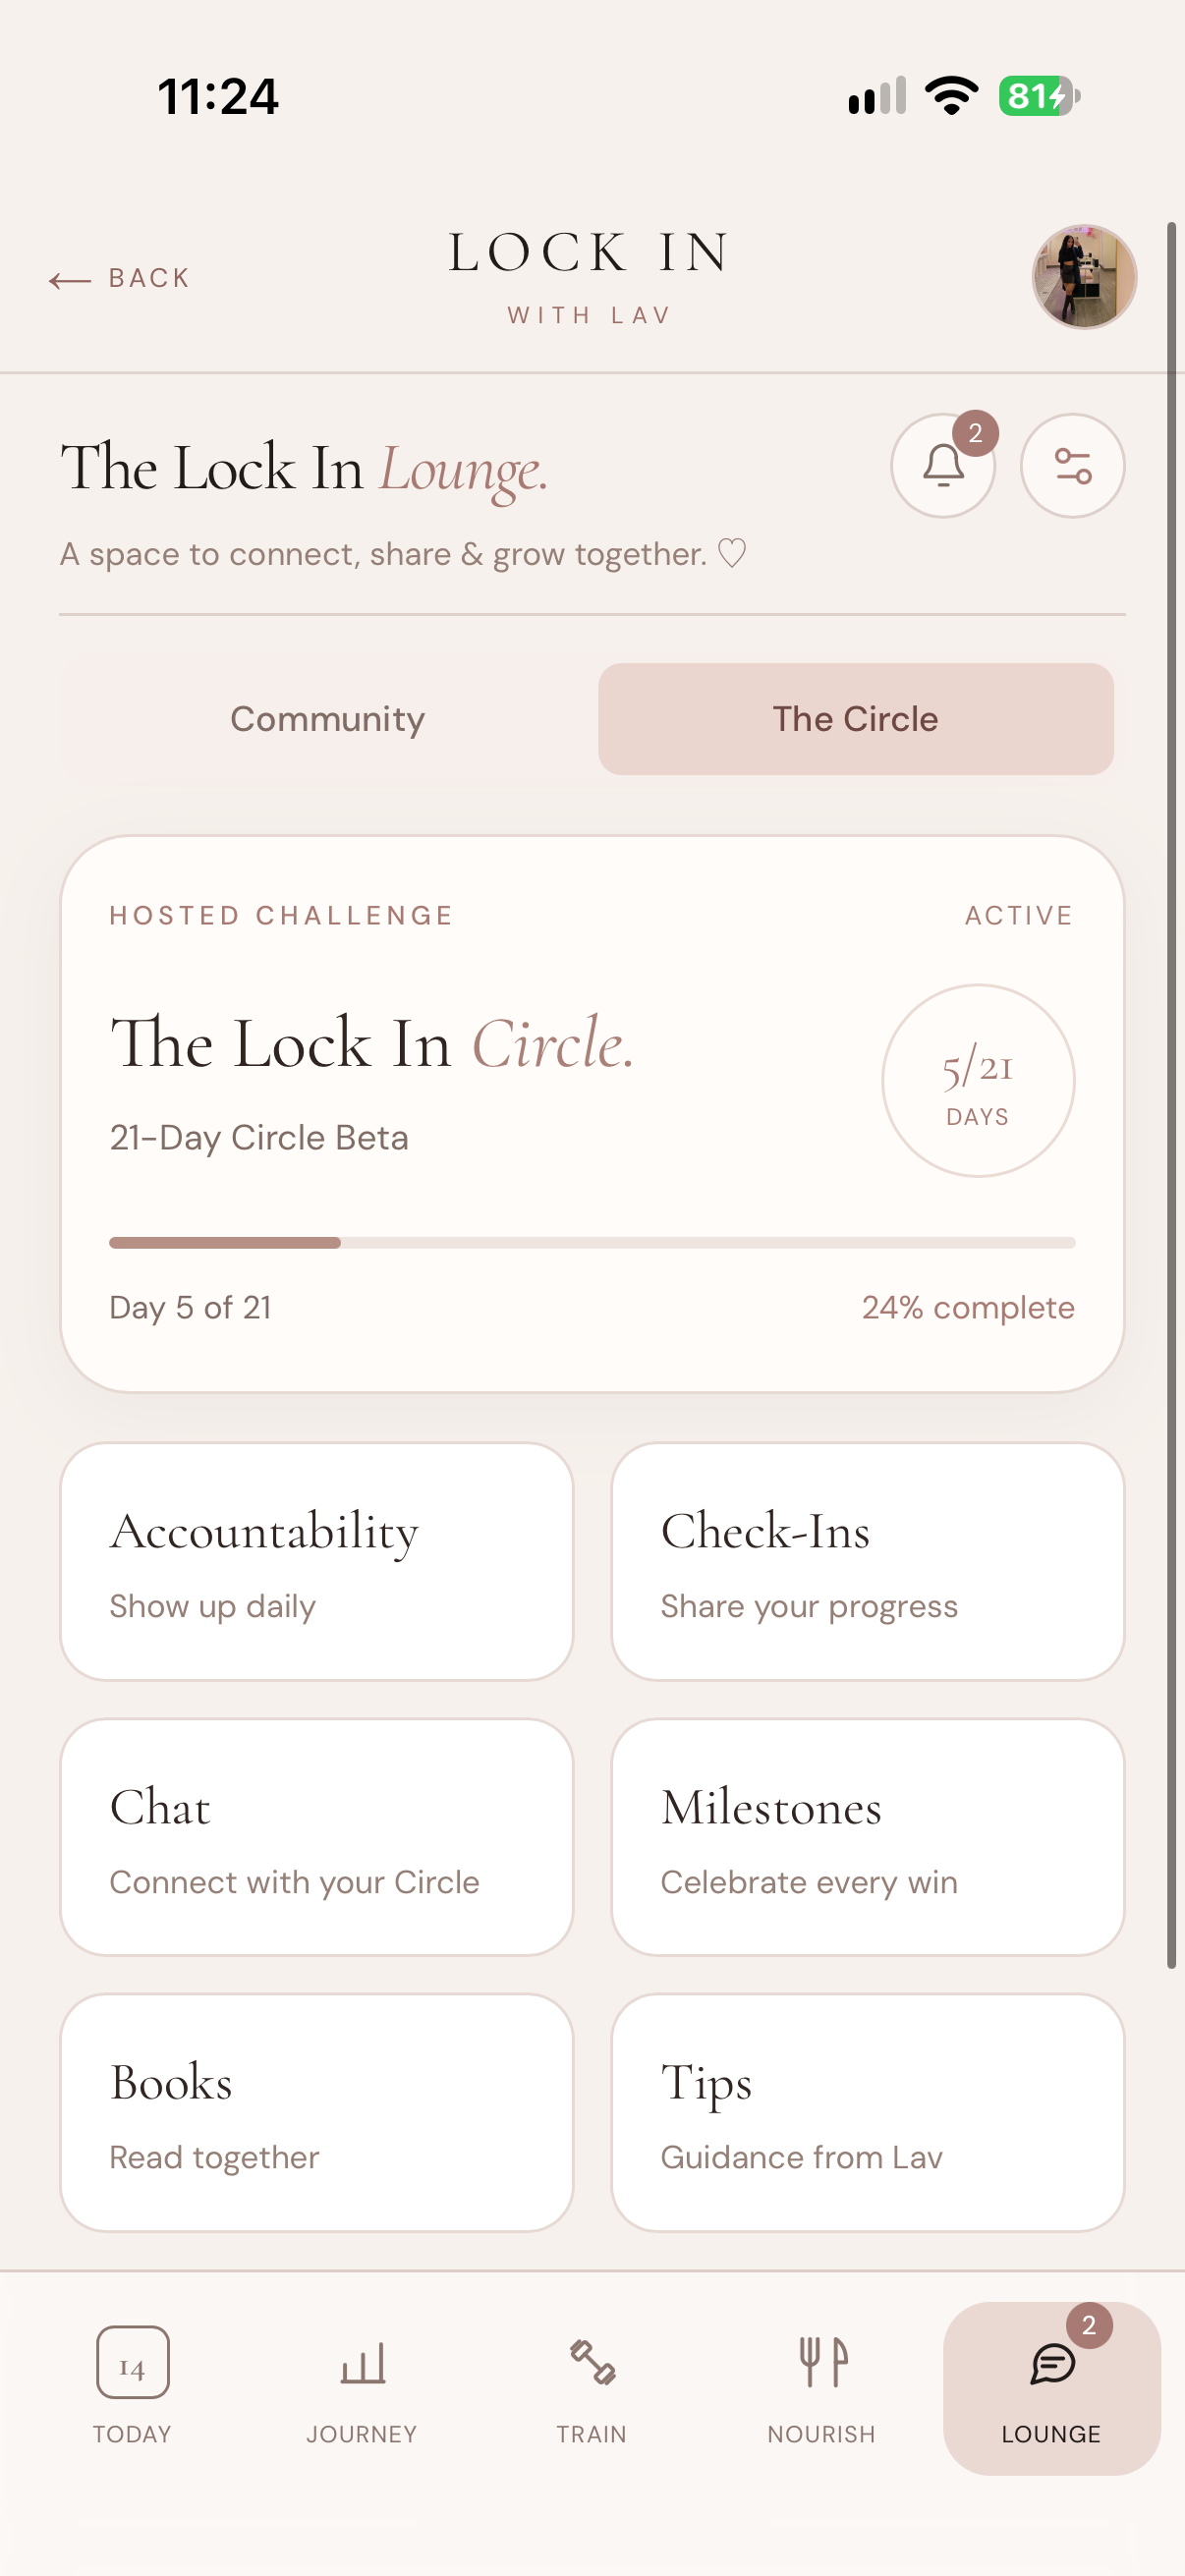 11:24
81
← BACK
LOCK IN
WITH LAV
The Lock In Lounge.
2
A space to connect, share & grow together. ♡
Community
The Circle
HOSTED CHALLENGE
ACTIVE
The Lock In Circle.
21-Day Circle Beta
5/21
DAYS
Day 5 of 21
24% complete
Accountability
Show up daily
Check-Ins
Share your progress
Chat
Connect with your Circle
Milestones
Celebrate every win
Books
Read together
Tips
Guidance from Lav
14
TODAY
JOURNEY
TRAIN
NOURISH
2
LOUNGE